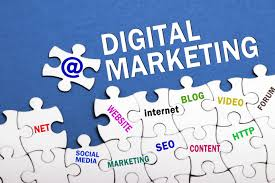 DIGITAL
MARKETING
@
WEBSITE
Internet
BLOG
VIDEO
FORUM
.NET
SOCIAL
MEDIA
MARKETING
SEO
CONTENT
HTTP